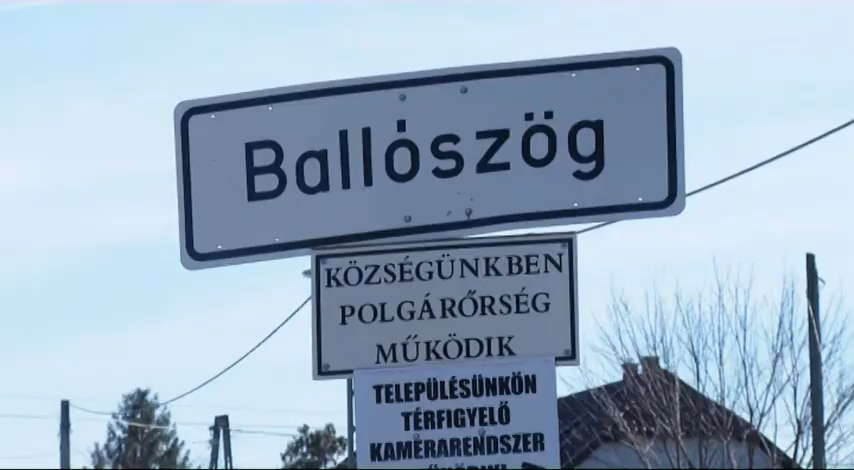 Ballószög
KÖZSÉGÜNKBEN
POLGÁRŐRSÉG
MŰKÖDIK
TELEPÜLÉSÜNKÖN
TÉRFIGYELŐ
KAMERARENDSZER